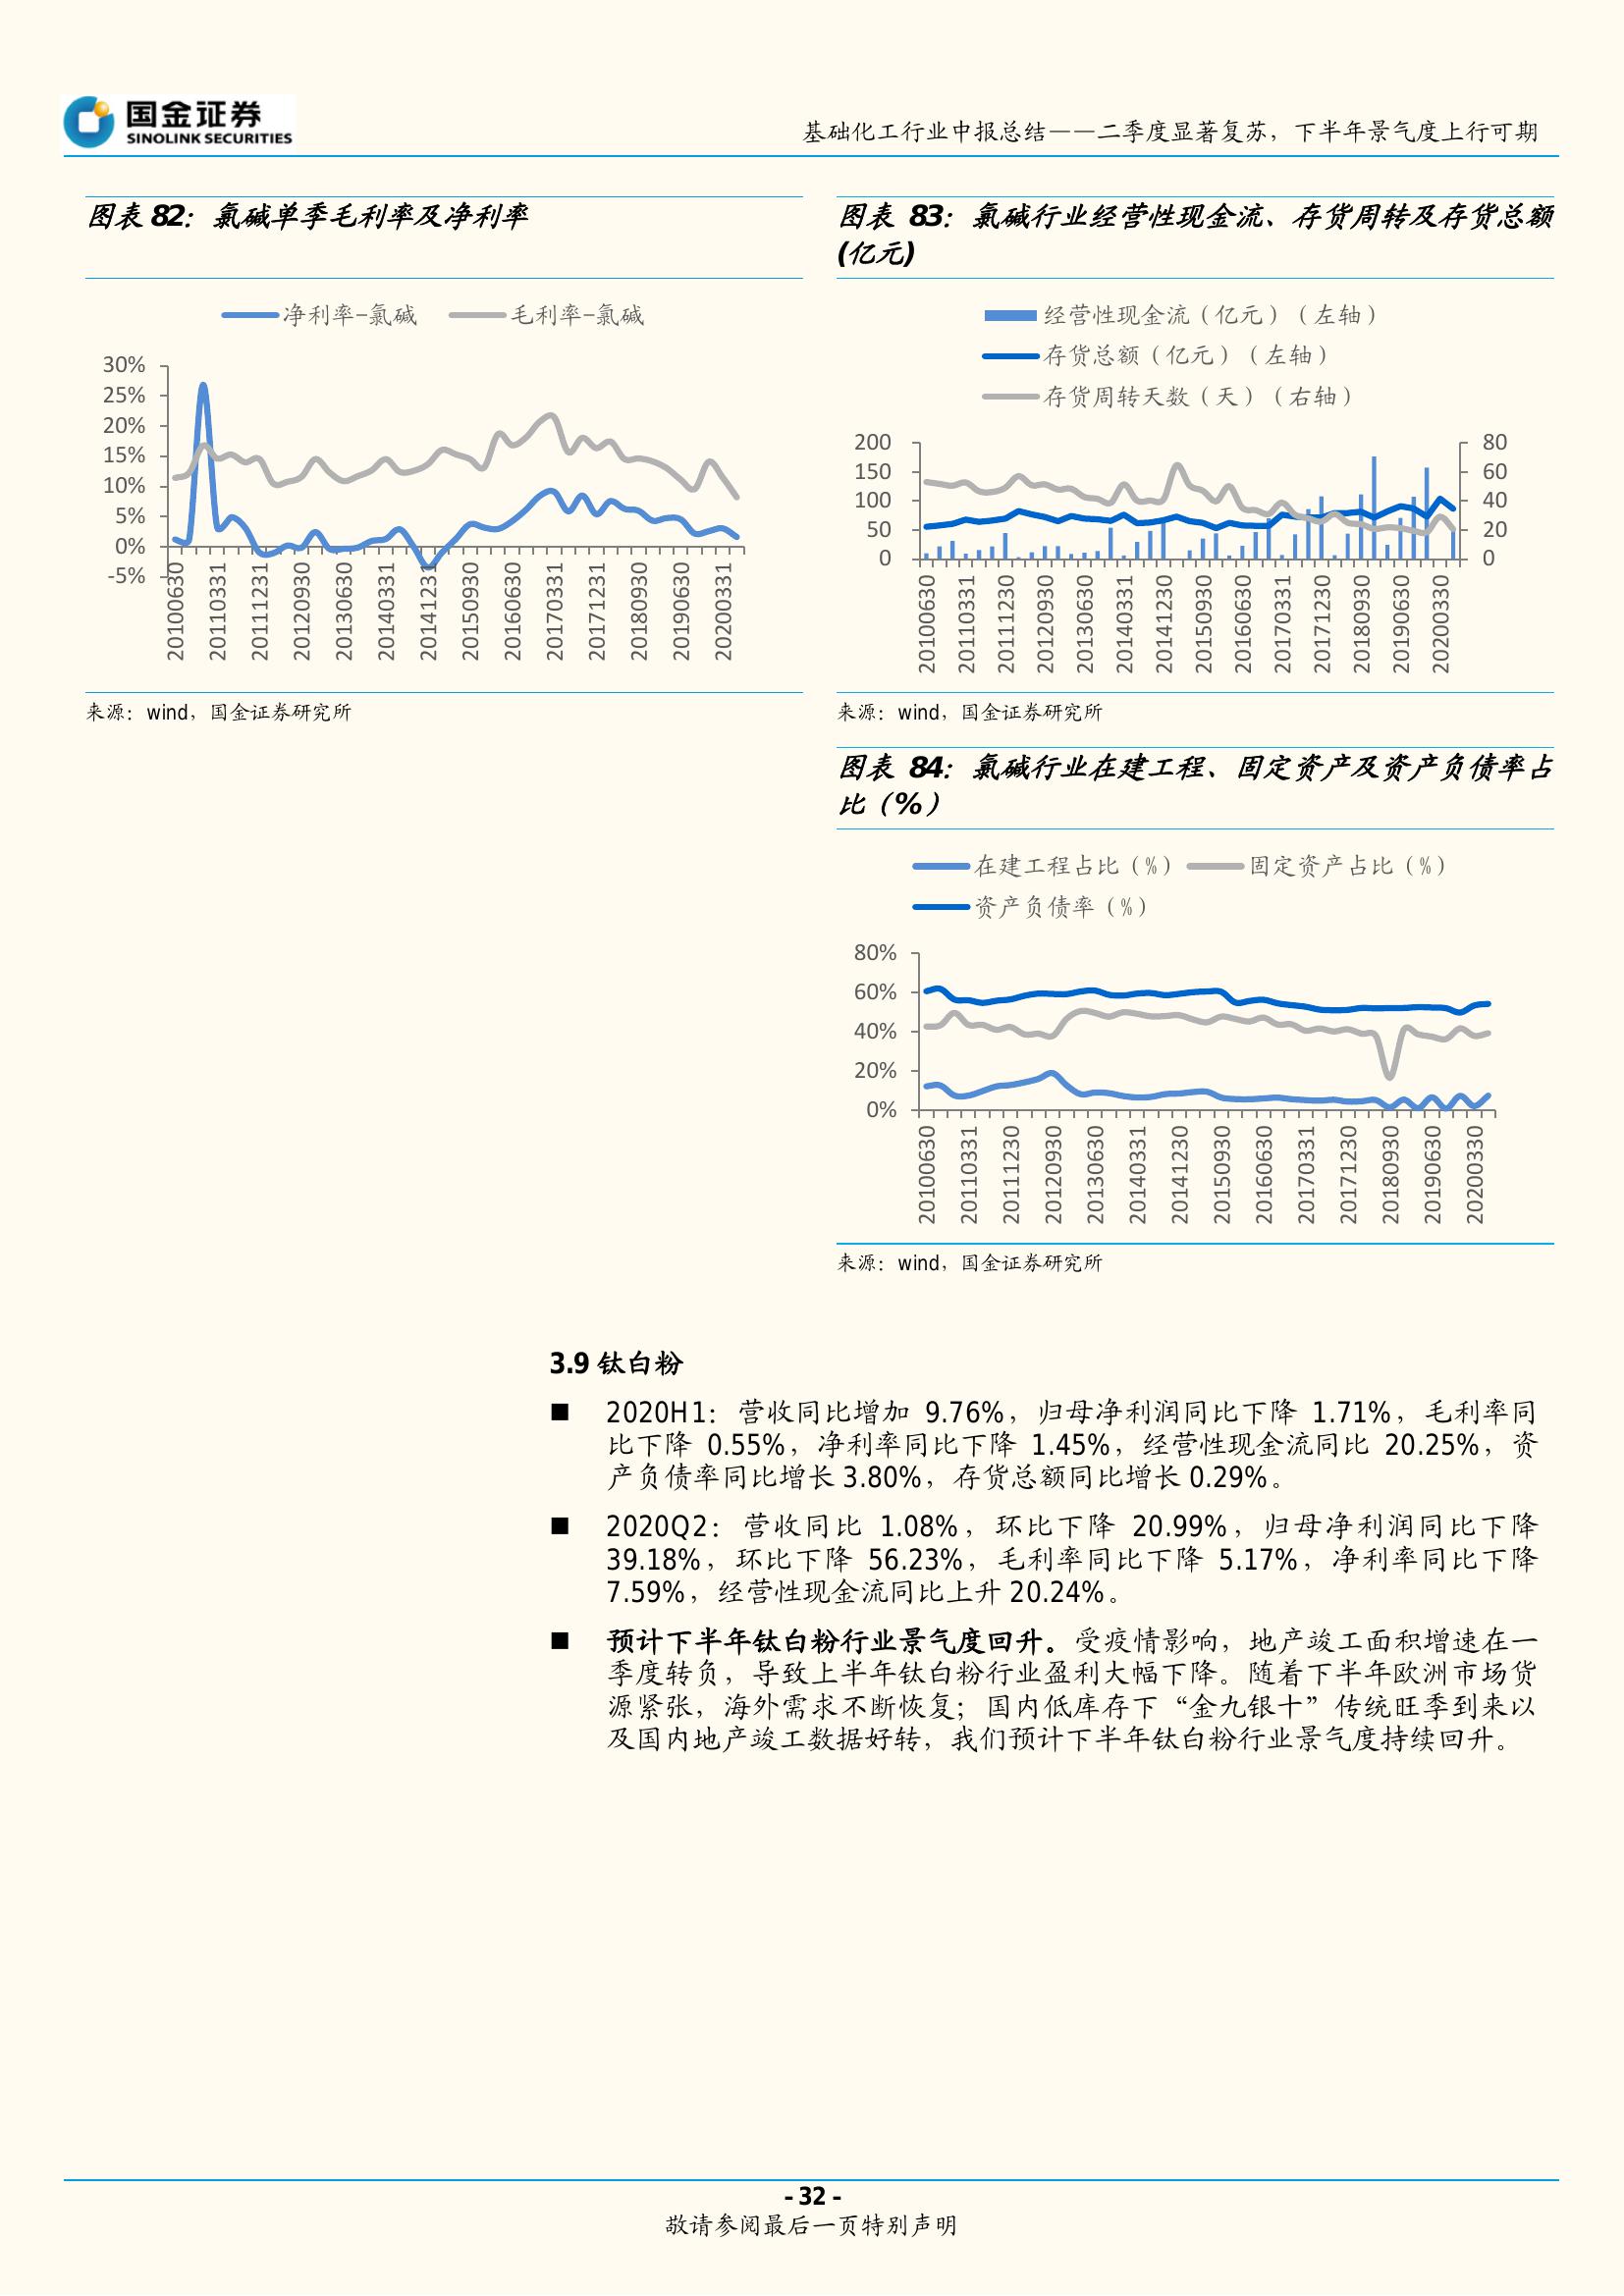 国金证券
SINOLINK SECURITIES
基础化工行业中报总结——二季度显著复苏，下半年景气度上行可期
图表 82：氯碱单季毛利率及净利率
净利率-氯碱
毛利率-氯碱
30%
25%
20%
15%
10%
5%
0%
-5%
20100630
20110331
20111231
20120930
20130630
20140331
20141231
20150930
20160630
20170331
20171231
20180930
20190630
20200331
来源：wind，国金证券研究所
图表 83：氯碱行业经营性现金流、存货周转及存货总额
(亿元)
经营性现金流（亿元）（左轴）
存货总额（亿元）（左轴）
存货周转天数（天）（右轴）
200
150
100
50
0
80
60
40
20
0
20100630
20110331
20111230
20120930
20130630
20140331
20141230
20150930
20160630
20170331
20171230
20180930
20190630
20200330
来源：wind，国金证券研究所
图表 84：氯碱行业在建工程、固定资产及资产负债率占
比（%）
在建工程占比（%）
固定资产占比（%）
资产负债率（%）
80%
60%
40%
20%
0%
20100630
20110331
20111230
20120930
20130630
20140331
20141230
20150930
20160630
20170331
20171230
20180930
20190630
20200330
来源：wind，国金证券研究所
3.9 钛白粉
■ 2020H1：营收同比增加 9.76%，归母净利润同比下降 1.71%，毛利率同
比下降 0.55%，净利率同比下降 1.45%，经营性现金流同比 20.25%，资
产负债率同比增长 3.80%，存货总额同比增长 0.29%。
■ 2020Q2：营收同比 1.08%，环比下降 20.99%，归母净利润同比下降
39.18%，环比下降 56.23%，毛利率同比下降 5.17%，净利率同比下降
7.59%，经营性现金流同比上升 20.24%。
■ 预计下半年钛白粉行业景气度回升。受疫情影响，地产竣工面积增速在一
季度转负，导致上半年钛白粉行业盈利大幅下降。随着下半年欧洲市场货
源紧张，海外需求不断恢复；国内低库存下“金九银十”传统旺季到来以
及国内地产竣工数据好转，我们预计下半年钛白粉行业景气度持续回升。
- 32 -
敬请参阅最后一页特别声明